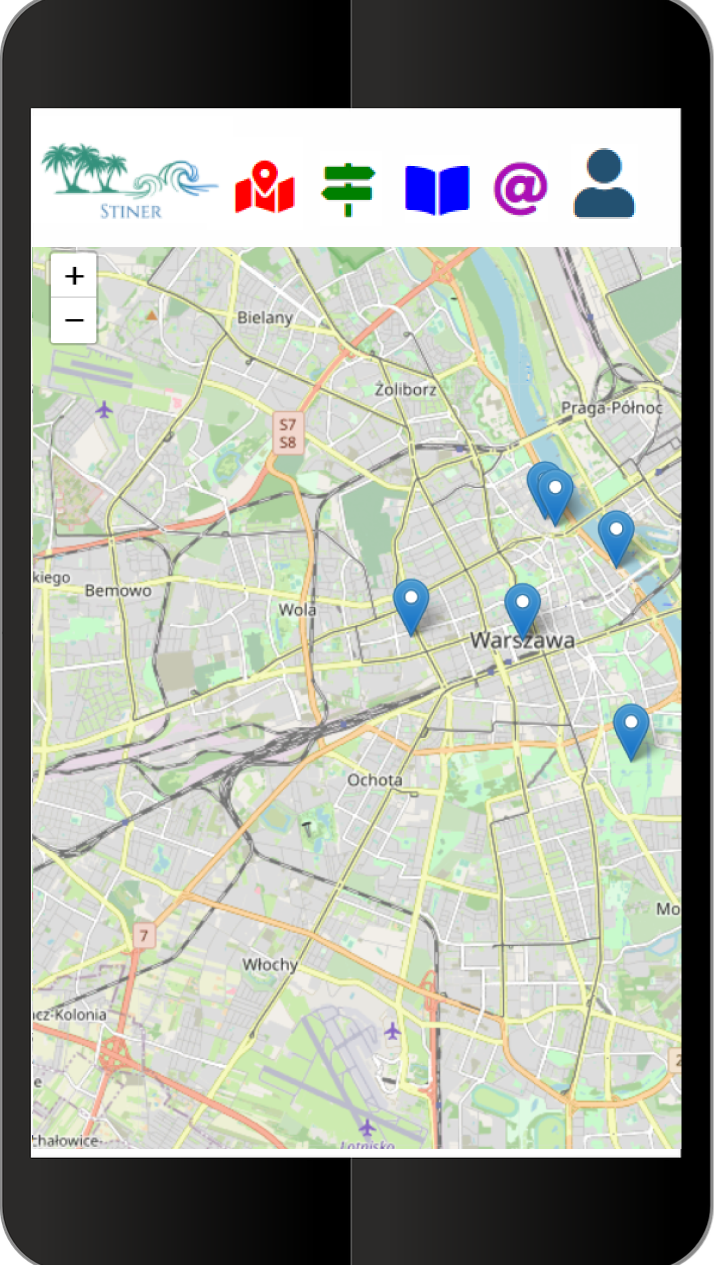 STINER
@
+
−
Bielany
Żoliborz
Praga-Północ
S7
S8
kiego
Bemowo
Wola
Warszawa
Ochota
Mo
7
Włochy
cz-Kolonia
e
2
chałowice
Lotnisko